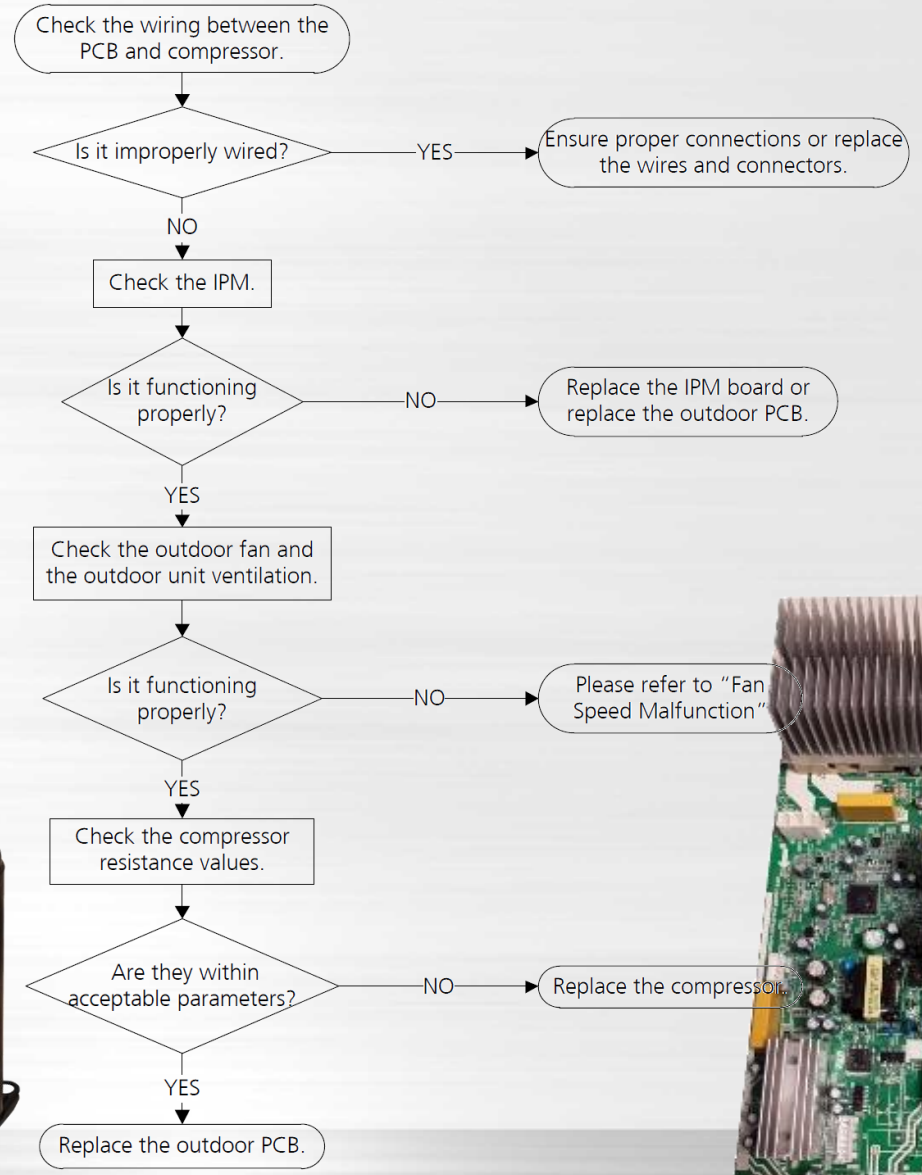 Check the wiring between the
PCB and compressor.
Is it improperly wired?
YES
Ensure proper connections or replace
the wires and connectors.
NO
Check the IPM.
Is it functioning
properly?
NO
Replace the IPM board or
replace the outdoor PCB.
YES
Check the outdoor fan and
the outdoor unit ventilation.
Is it functioning
properly?
NO
Please refer to “Fan
Speed Malfunction”
YES
Check the compressor
resistance values.
Are they within
acceptable parameters?
NO
Replace the compressor.
YES
Replace the outdoor PCB.